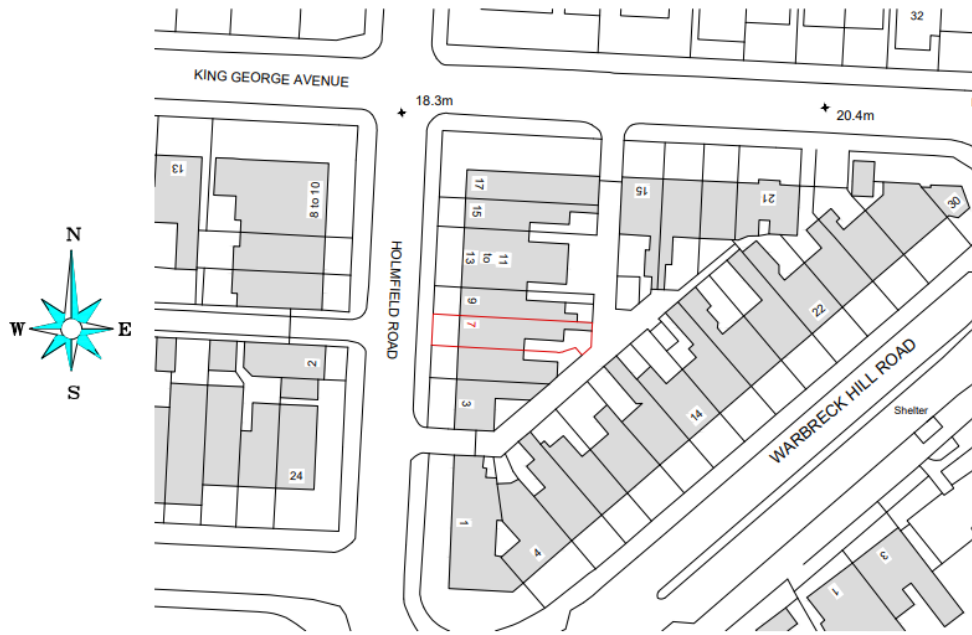 32
KING GEORGE AVENUE
18.3m
20.4m
13
8 to 10
17
15
15
21
30
HOLMFIELD ROAD
11
to
13
N
W
E
S
9
7
22
2
3
WARBRECK HILL ROAD
Shelter
14
24
1
4
3
1